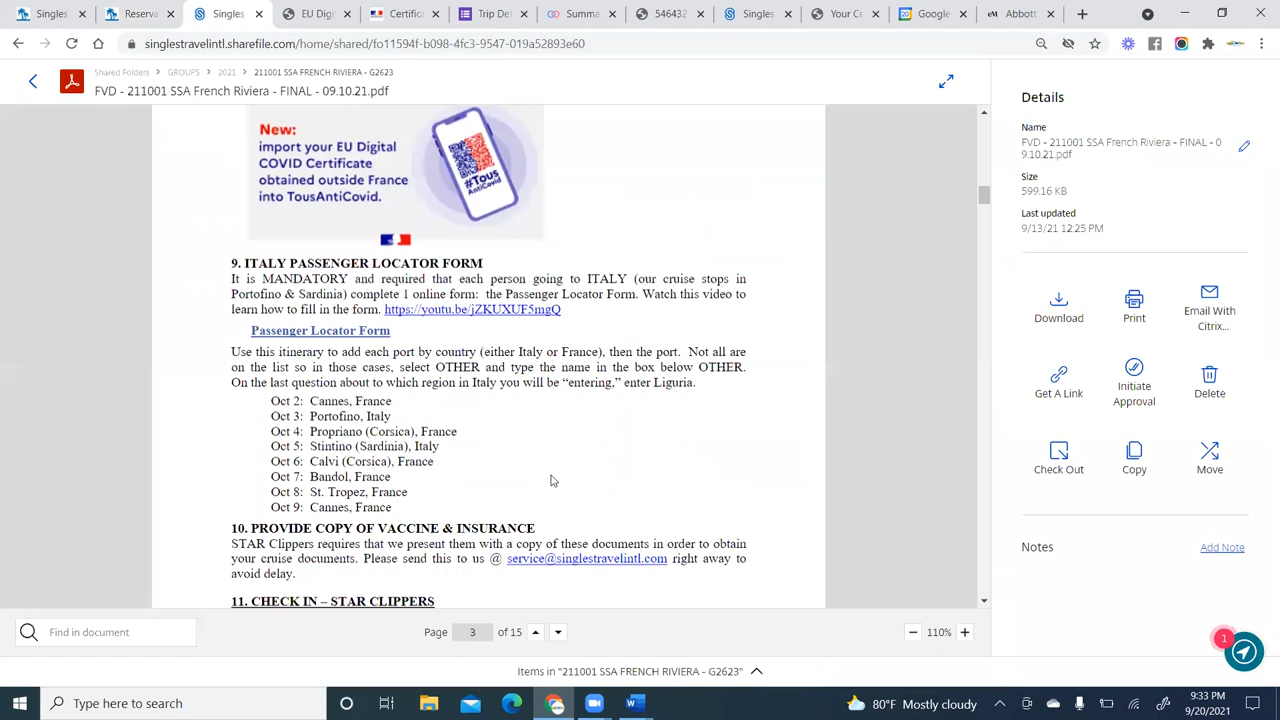 Singles
Reserva
Singles
EU Digi
Certifica
Trip De
Summa
546432
Singles
Your Cr
Google
eM Abbott
singlestravelintl.sharefile.com/home/shared/fo11594f-b098-4fc3-9547-019a52893e60
Shared Folders > GROUPS > 2021 > 211001 SSA FRENCH RIVIERA - G2623
FVD - 211001 SSA French Riviera - FINAL - 09.10.21.pdf
New:
import your EU Digital
COVID Certificate
obtained outside France
into TousAntiCovid.
#Tous
AntiCovid
9. ITALY PASSENGER LOCATOR FORM
It is MANDATORY and required that each person going to ITALY (our cruise stops in
Portofino & Sardinia) complete 1 online form: the Passenger Locator Form. Watch this video to
learn how to fill in the form. https://youtu.be/jZKUXUF5mgQ
Passenger Locator Form
Use this itinerary to add each port by country (either Italy or France), then the port. Not all are
on the list so in those cases, select OTHER and type the name in the box below OTHER.
On the last question about to which region in Italy you will be “entering,” enter Liguria.
Oct 2: Cannes, France
Oct 3: Portofino, Italy
Oct 4: Propriano (Corsica), France
Oct 5: Stintino (Sardinia), Italy
Oct 6: Calvi (Corsica), France
Oct 7: Bandol, France
Oct 8: St. Tropez, France
Oct 9: Cannes, France
10. PROVIDE COPY OF VACCINE & INSURANCE
STAR Clippers requires that we present them with a copy of these documents in order to obtain
your cruise documents. Please send this to us @ service@singlestravelintl.com right away to
avoid delay.
11. CHECK IN – STAR CLIPPERS
Details
Name
FVD - 211001 SSA French Riviera - FINAL - 0
9.10.21.pdf
Size
599.16 KB
Last updated
9/13/21 12:25 PM
Download
Print
Email With
Citrix...
Get A Link
Initiate
Approval
Delete
Check Out
Copy
Move
Notes
Add Note
Find in document
Page 3 of 15
110%
1
Items in "211001 SSA FRENCH RIVIERA - G2623"
Type here to search
80°F Mostly cloudy
9:33 PM
9/20/2021